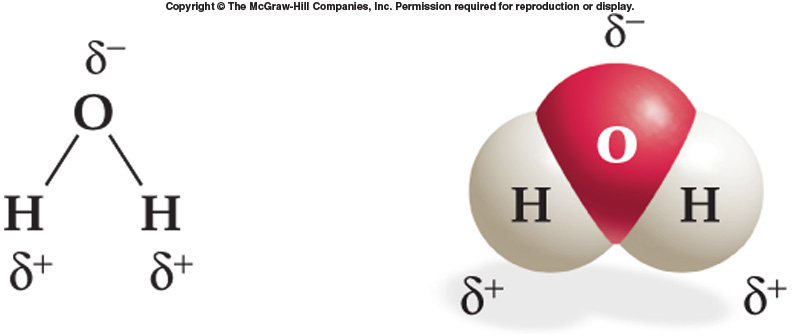 Copyright © The McGraw-Hill Companies, Inc. Permission required for reproduction or display.
δ−
O
H H
δ+ δ+
δ−
O
H H
δ+ δ+